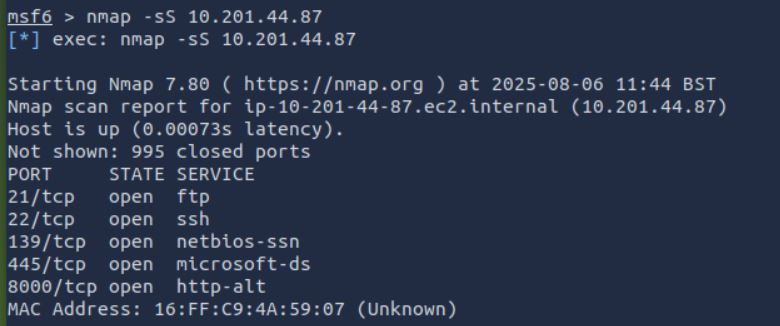 msf6 > nmap -sS 10.201.44.87
[*] exec: nmap -sS 10.201.44.87
Starting Nmap 7.80 ( https://nmap.org ) at 2025-08-06 11:44 BST
Nmap scan report for ip-10-201-44-87.ec2.internal (10.201.44.87)
Host is up (0.00073s latency).
Not shown: 995 closed ports
PORT     STATE SERVICE
21/tcp   open  ftp
22/tcp   open  ssh
139/tcp  open  netbios-ssn
445/tcp  open  microsoft-ds
8000/tcp open  http-alt
MAC Address: 16:FF:C9:4A:59:07 (Unknown)